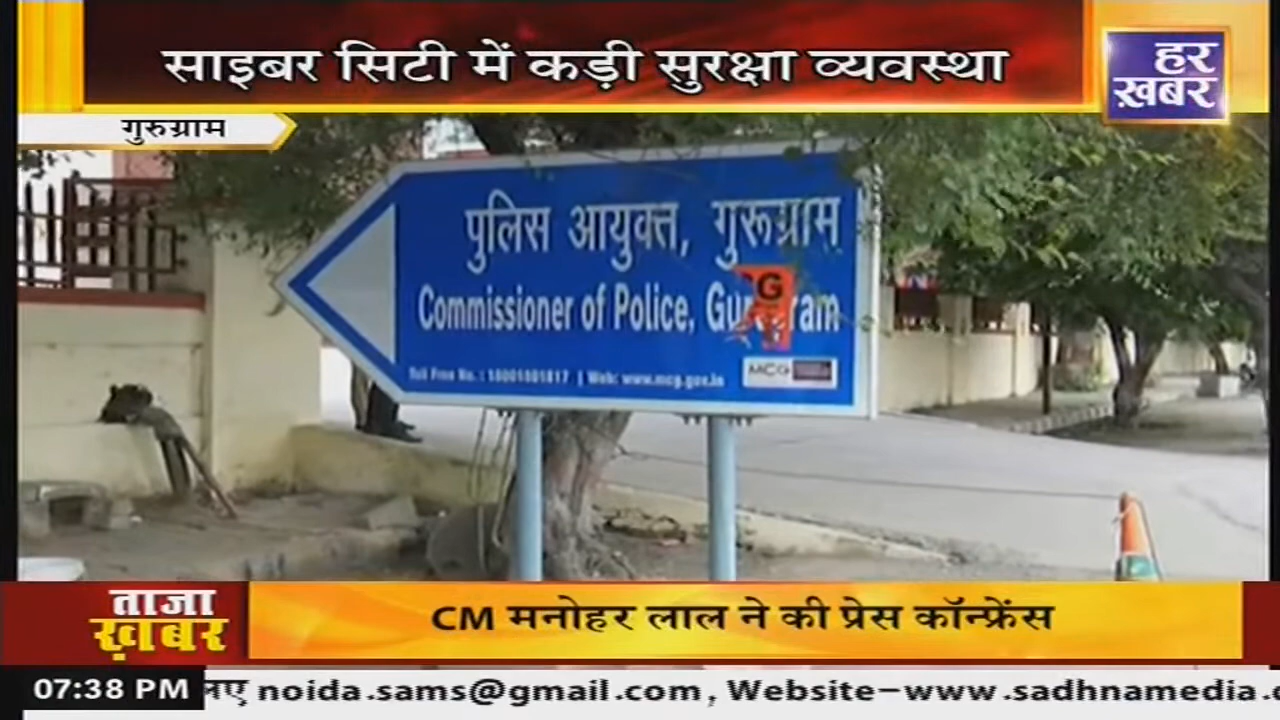 साइबर सिटी में कड़ी सुरक्षा व्यवस्था
हर
ख़बर
गुरुग्राम
पुलिस आयुक्त, गुरूग्राम
G
Commissioner of Police,
Toll Free No. : 18001801817 | Web: www.mcg.gov.in
MCG
ताजा
ख़बर
CM मनोहर लाल ने की प्रेस कॉन्फ्रेंस
07:38 PM
noida.sams@gmail.com, Website–www.sadhnamedia.